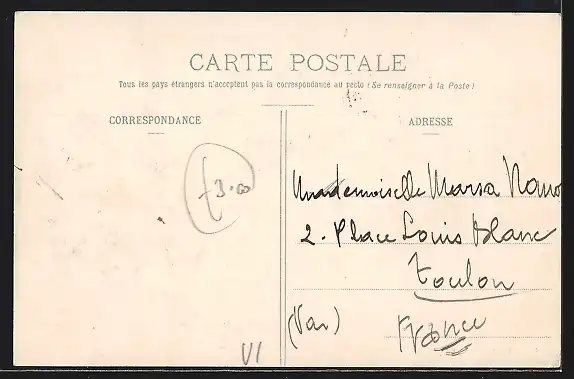 CARTE POSTALE
Tous les pays étrangers n'acceptent pas la correspondance au recto (Se renseigner à la Poste)
CORRESPONDANCE
ADRESSE
£3.00
Mademoiselle Marsa Nono
2. Place Louis Blanc
Toulon
(Var)
France
VI